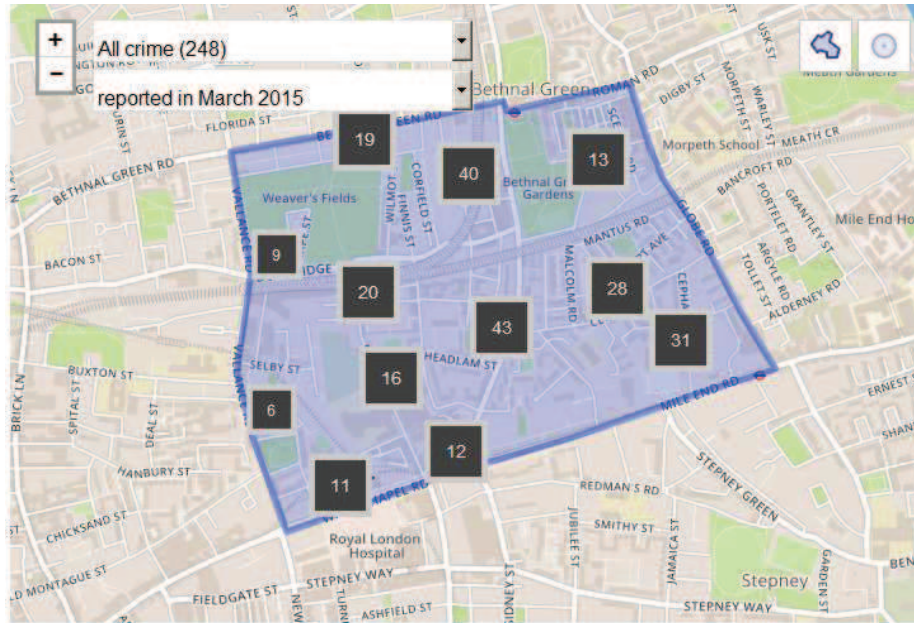 +
All crime (248)
−
reported in March 2015
USK ST
Meath Gardens
Bethnal Green
ROMAN RD
DIGBY ST
MORPETH ST
WARLEY ST
MEATH CR
FLORIDA ST
19
40
13
Morpeth School
BETHNAL GREEN RD
Weaver's Fields
WILMOT
FINNIS ST
CORFIELD ST
Gardens
BANCROFT RD
PORTELET RD
GRANTLEY ST
VALLANCE RD
GLOBE RD
MANTUS RD
Mile End
BACON ST
9
20
MALCOLM RD
28
ARGYLE RD
TOLLET ST
ALDERNEY RD
43
31
SELBY ST
HEADLAM ST
BUXTON ST
16
BRICK LN
SPITAL ST
DEAL ST
6
MILE END RD
ERNEST
HANBURY ST
12
11
REDMAN'S RD
STEPNEY GREEN
CHICKSAND ST
SMITHY ST
Royal London
Hospital
JUBILEE ST
JAMAICA ST
STEPNEY WAY
Stepney
GARDEN ST
FIELDGATE ST
SIDNEY ST
ASHFIELD ST
STEPNEY WAY